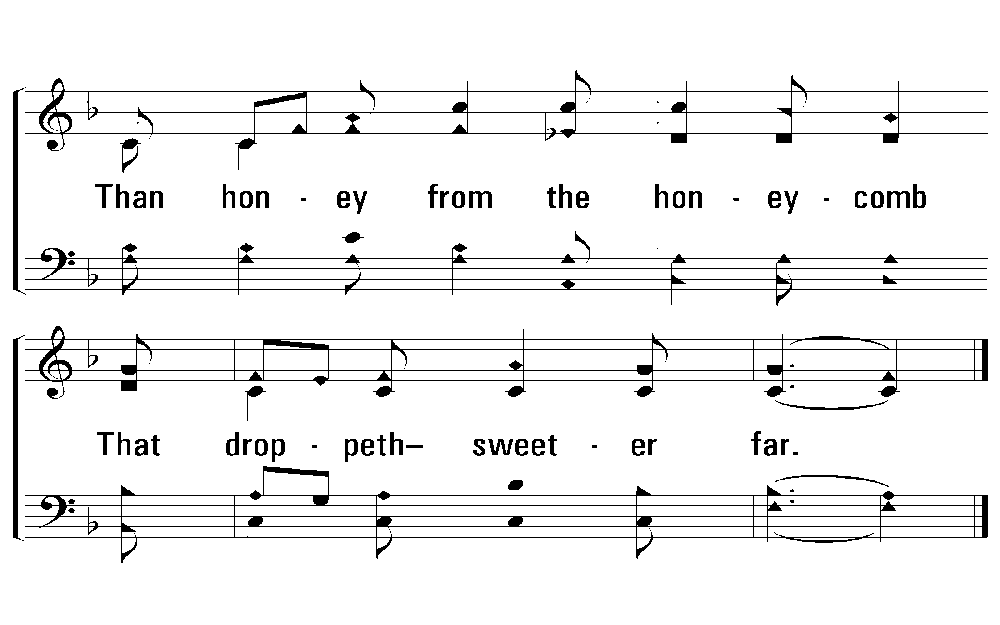 Than hon - ey from the hon - ey - comb
That drop - peth– sweet - er far.